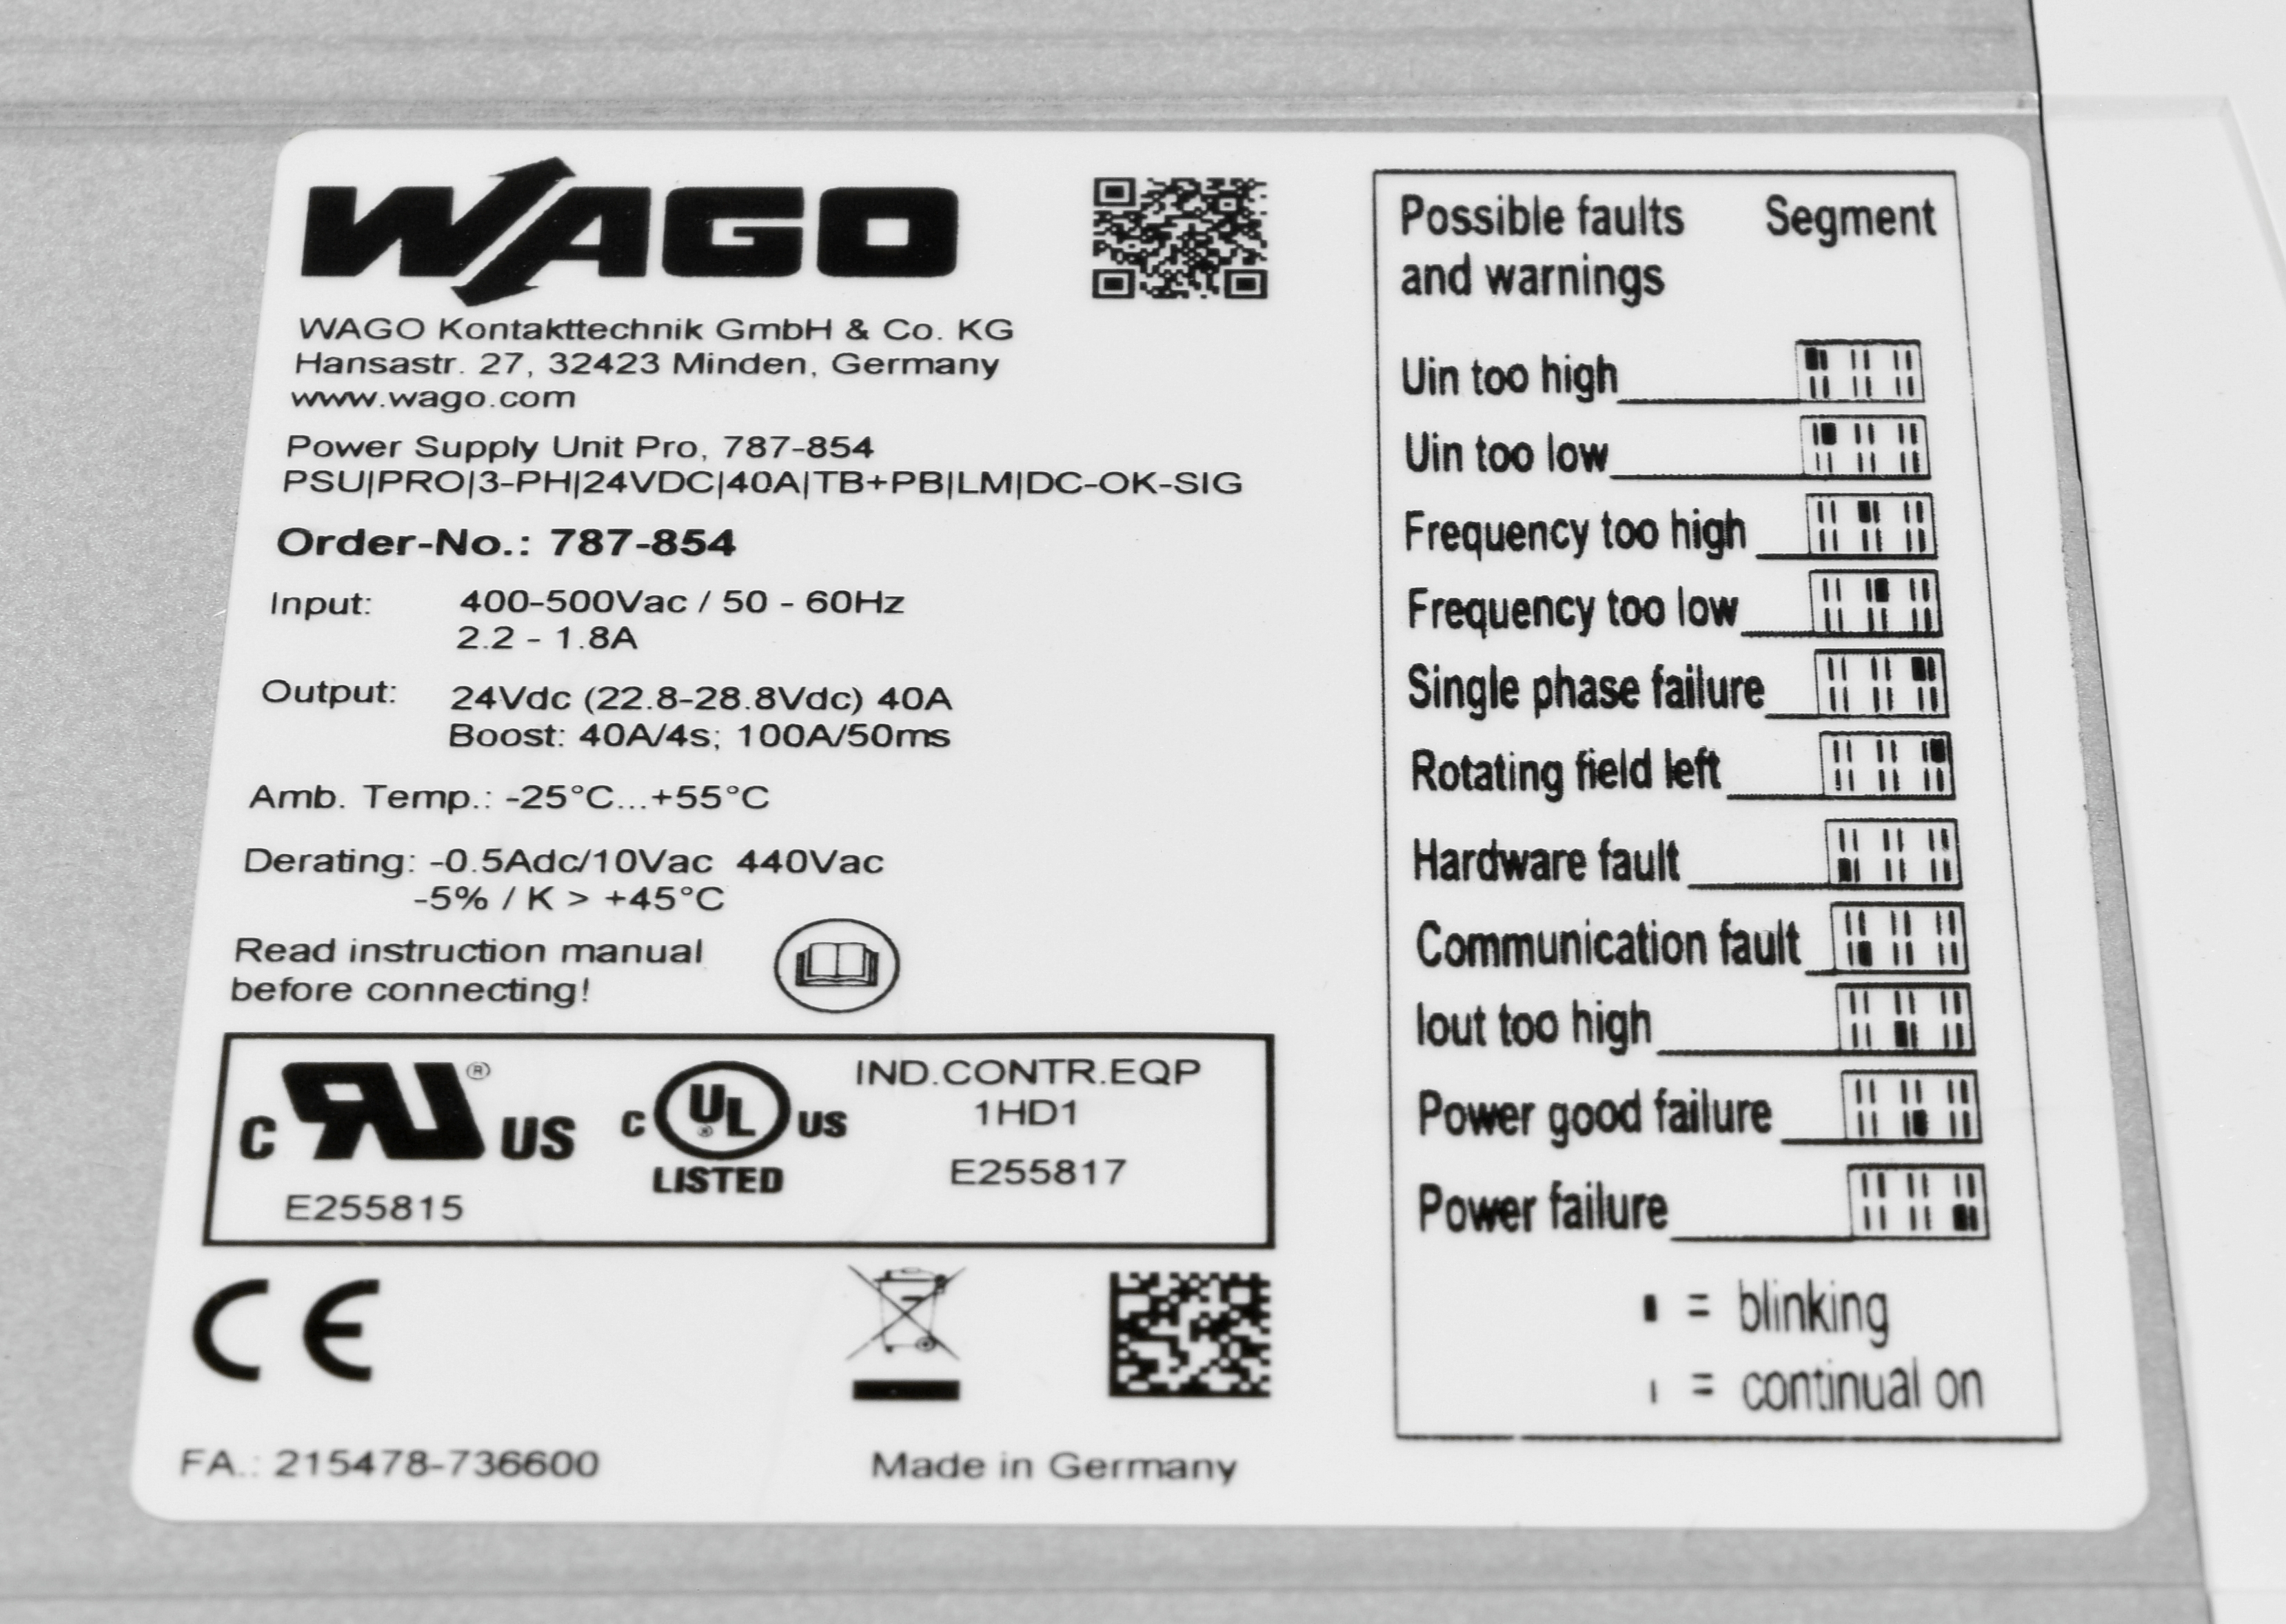 WAGO
WAGO Kontakttechnik GmbH & Co. KG
Hansastr. 27, 32423 Minden, Germany
www.wago.com
Power Supply Unit Pro, 787-854
PSU|PRO|3-PH|24VDC|40A|TB+PB|LM|DC-OK-SIG
Order-No.: 787-854
Input: 400-500Vac / 50 - 60Hz
2.2 - 1.8A
Output: 24Vdc (22.8-28.8Vdc) 40A
Boost: 40A/4s; 100A/50ms
Amb. Temp.: -25°C...+55°C
Derating: -0.5Adc/10Vac 440Vac
-5% / K > +45°C
Read instruction manual
before connecting!
C RU ® US
E255815
C UL ® US
LISTED
IND.CONTR.EQP
1HD1
E255817
CE
FA.: 215478-736600
Made in Germany
Possible faults Segment
and warnings
Uin too high
Uin too low
Frequency too high
Frequency too low
Single phase failure
Rotating field left
Hardware fault
Communication fault
Iout too high
Power good failure
Power failure
= blinking
= continual on